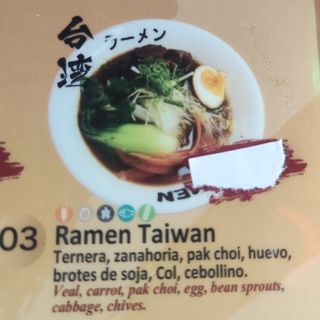 台湾
ラーメン
MEN
03 Ramen Taiwan
Ternera, zanahoria, pak choi, huevo,
brotes de soja, Col, cebollino.
Veal, carrot, pak choi, egg, bean sprouts,
cabbage, chives.